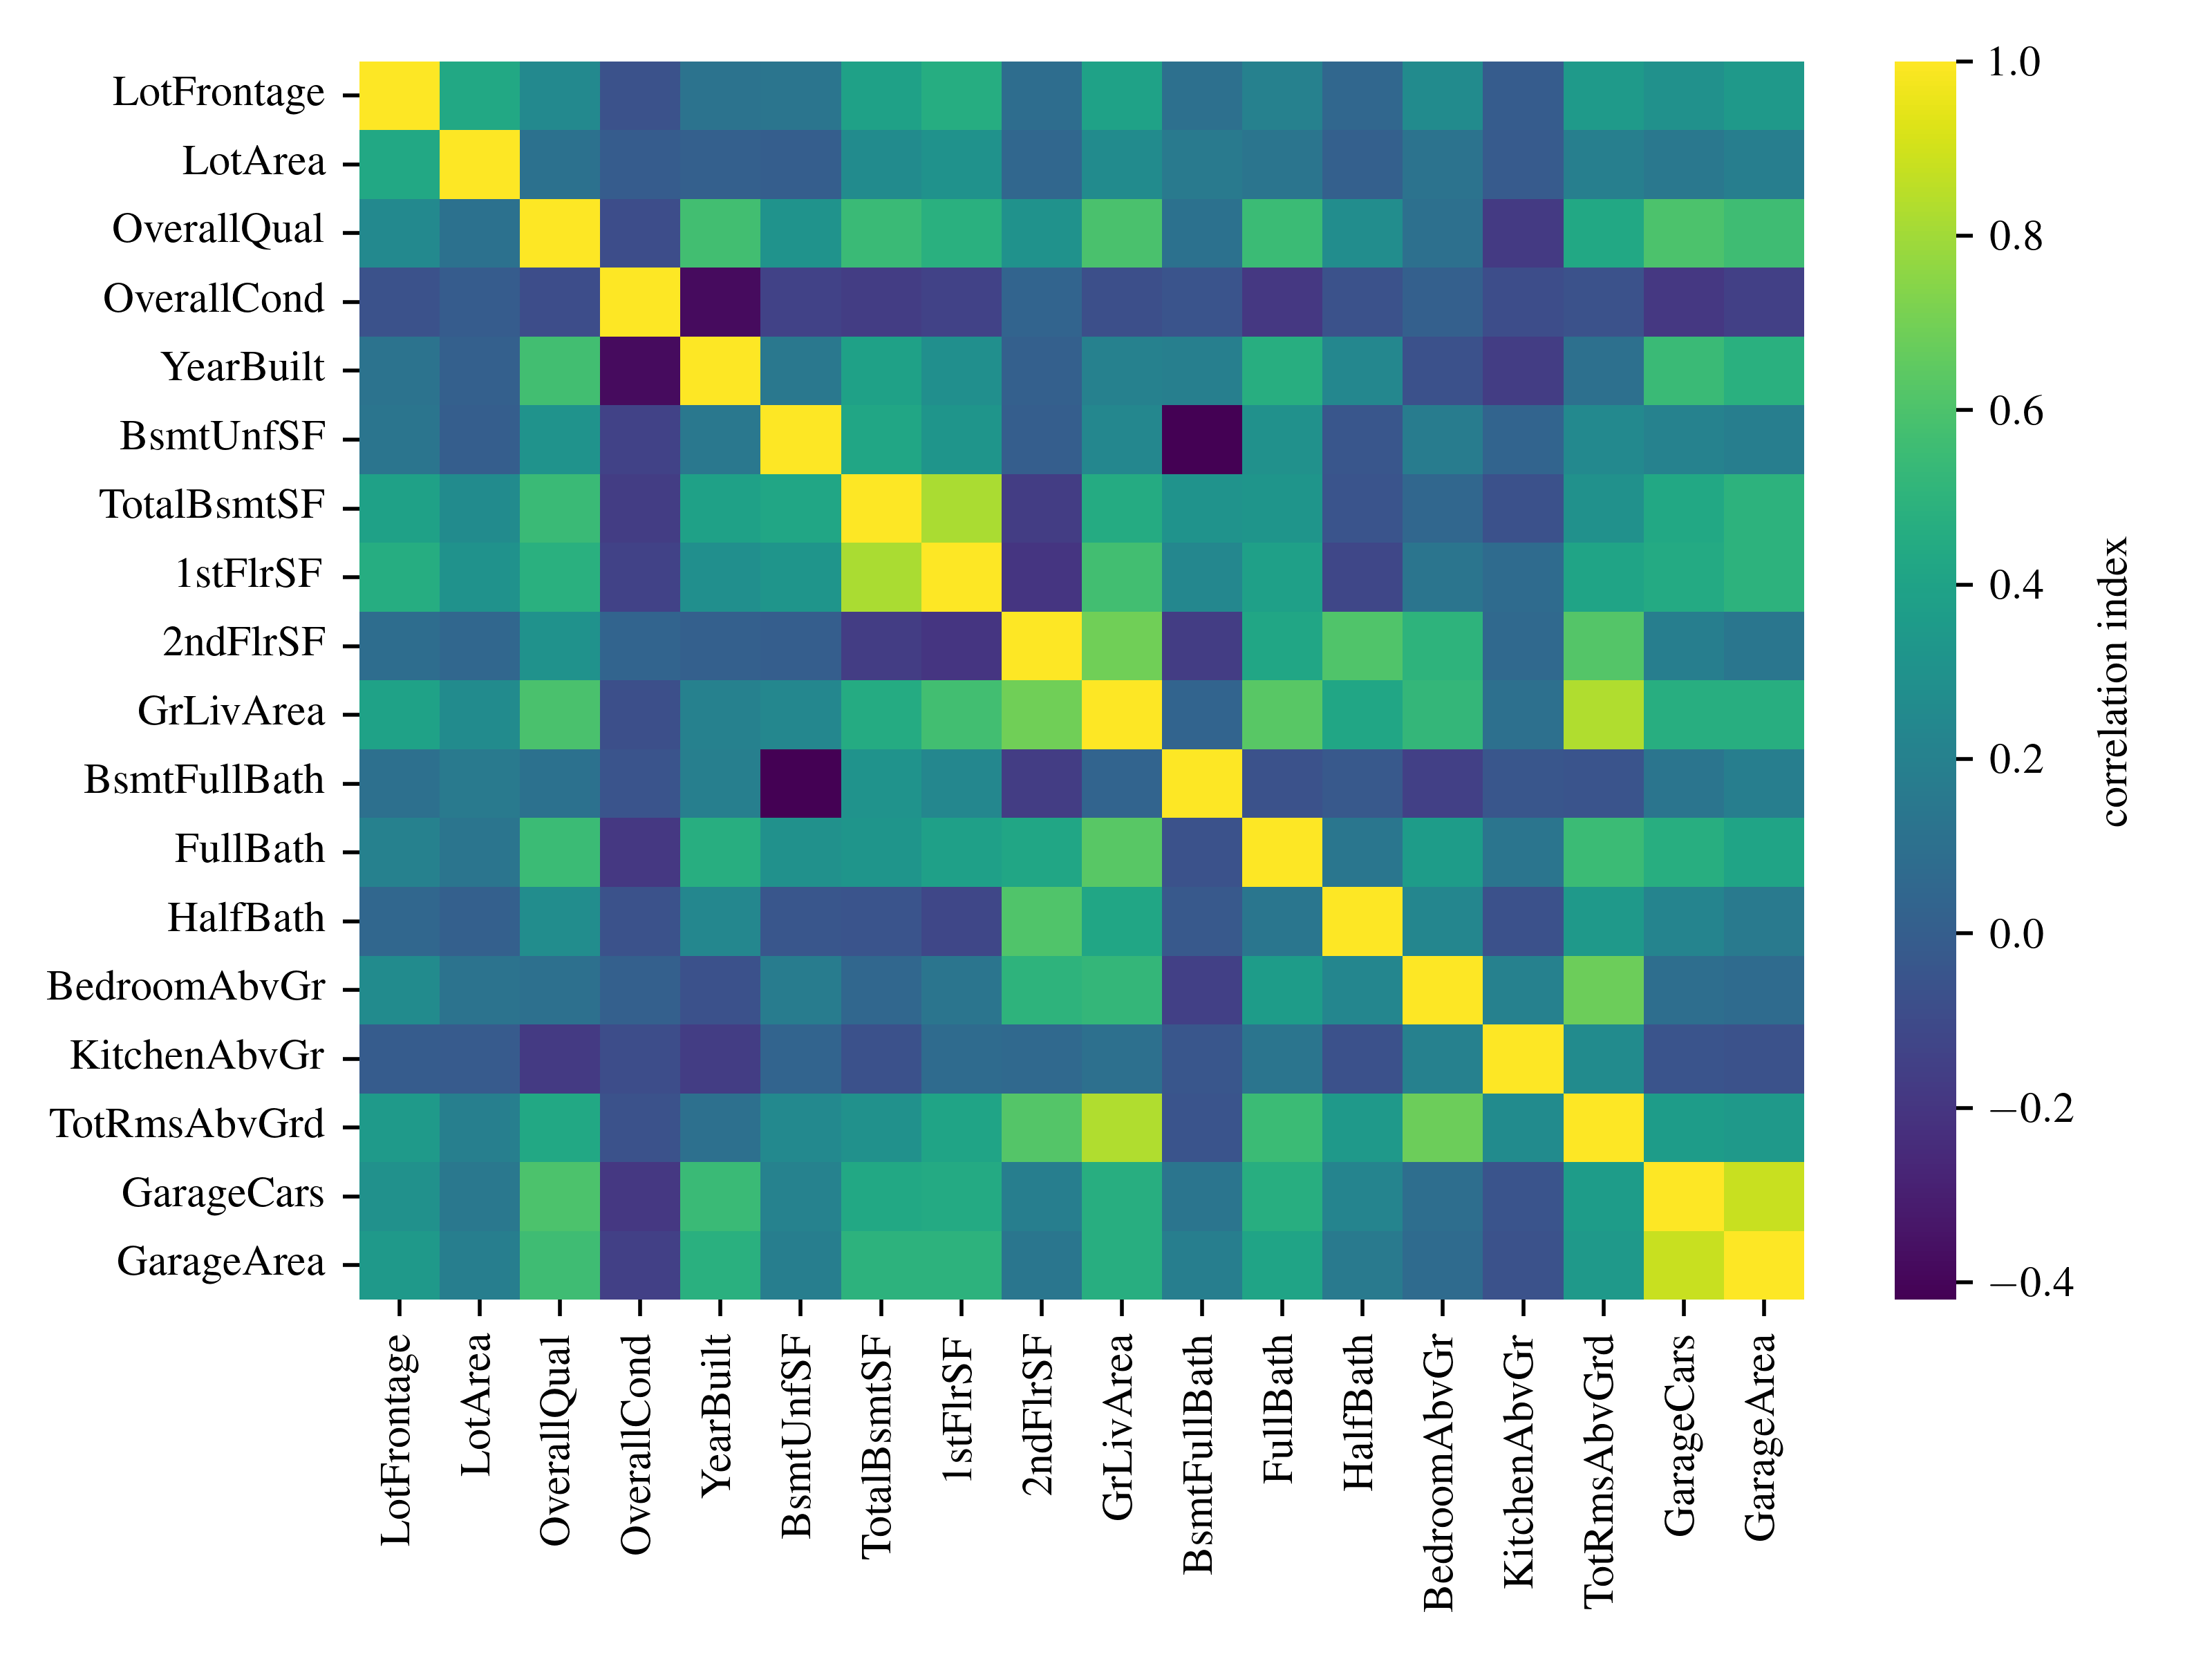 LotFrontage
LotArea
OverallQual
OverallCond
YearBuilt
BsmtUnfSF
TotalBsmtSF
1stFlrSF
2ndFlrSF
GrLivArea
BsmtFullBath
FullBath
HalfBath
BedroomAbvGr
KitchenAbvGr
TotRmsAbvGrd
GarageCars
GarageArea
LotFrontage
LotArea
OverallQual
OverallCond
YearBuilt
BsmtUnfSF
TotalBsmtSF
1stFlrSF
2ndFlrSF
GrLivArea
BsmtFullBath
FullBath
HalfBath
BedroomAbvGr
KitchenAbvGr
TotRmsAbvGrd
GarageCars
GarageArea
1.0
0.8
0.6
0.4
0.2
0.0
−0.2
−0.4
correlation index